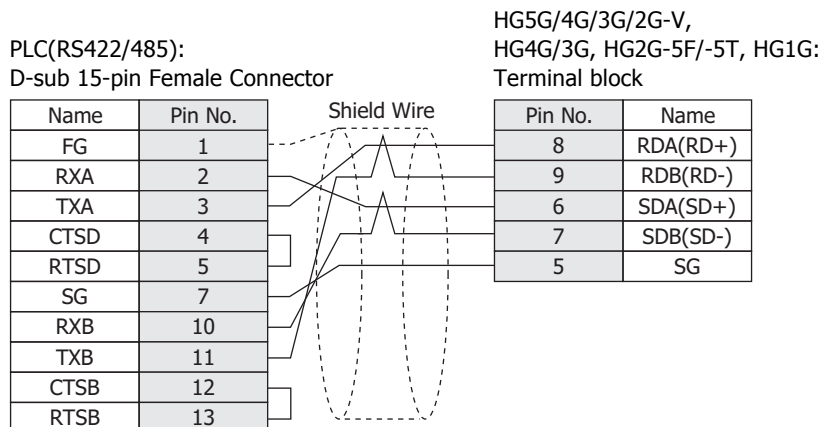 HG5G/4G/3G/2G-V,
PLC(RS422/485): HG4G/3G, HG2G-5F/-5T, HG1G:
D-sub 15-pin Female Connector Terminal block
Name Pin No. Shield Wire Pin No. Name
FG 1 8 RDA(RD+)
RXA 2 9 RDB(RD-)
TXA 3 6 SDA(SD+)
CTSD 4 7 SDB(SD-)
RTSD 5 5 SG
SG 7
RXB 10
TXB 11
CTSB 12
RTSB 13